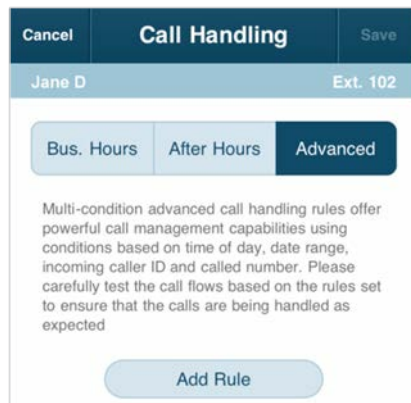 Cancel Call Handling Save
Jane D Ext. 102
Bus. Hours After Hours Advanced
Multi-condition advanced call handling rules offer
powerful call management capabilities using
conditions based on time of day, date range,
incoming caller ID and called number. Please
carefully test the call flows based on the rules set
to ensure that the calls are being handled as
expected
Add Rule